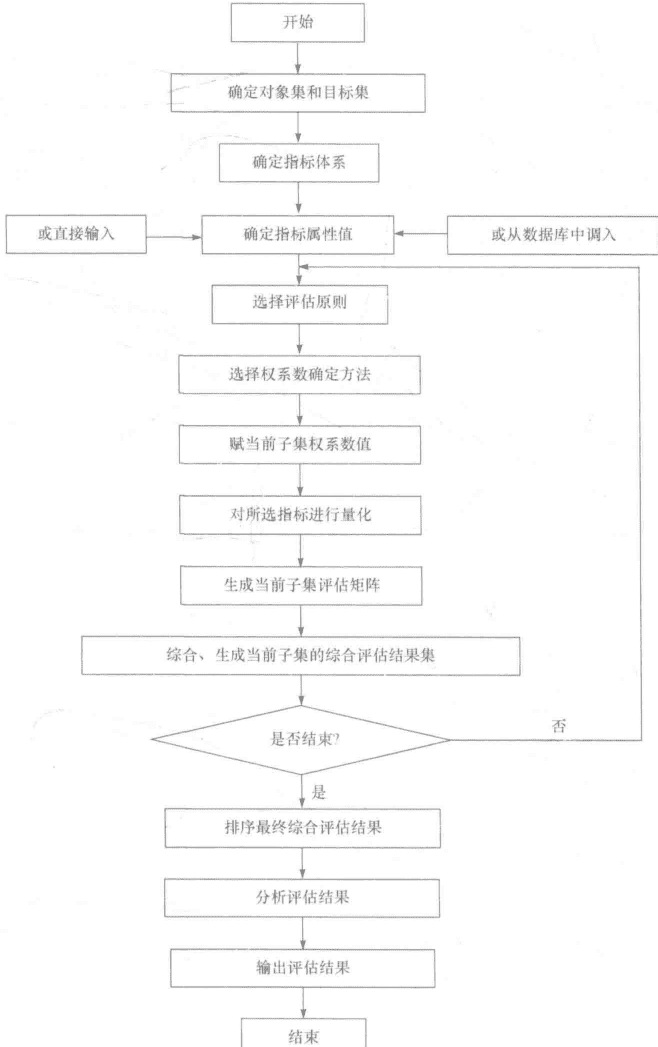 开始
确定对象集和目标集
确定指标体系
或直接输入
确定指标属性值
或从数据库中调入
选择评估原则
选择权系数确定方法
赋当前子集权系数值
对所选指标进行量化
生成当前子集评估矩阵
综合、生成当前子集的综合评估结果集
是否结束?
否
是
排序最终综合评估结果
分析评估结果
输出评估结果
结束